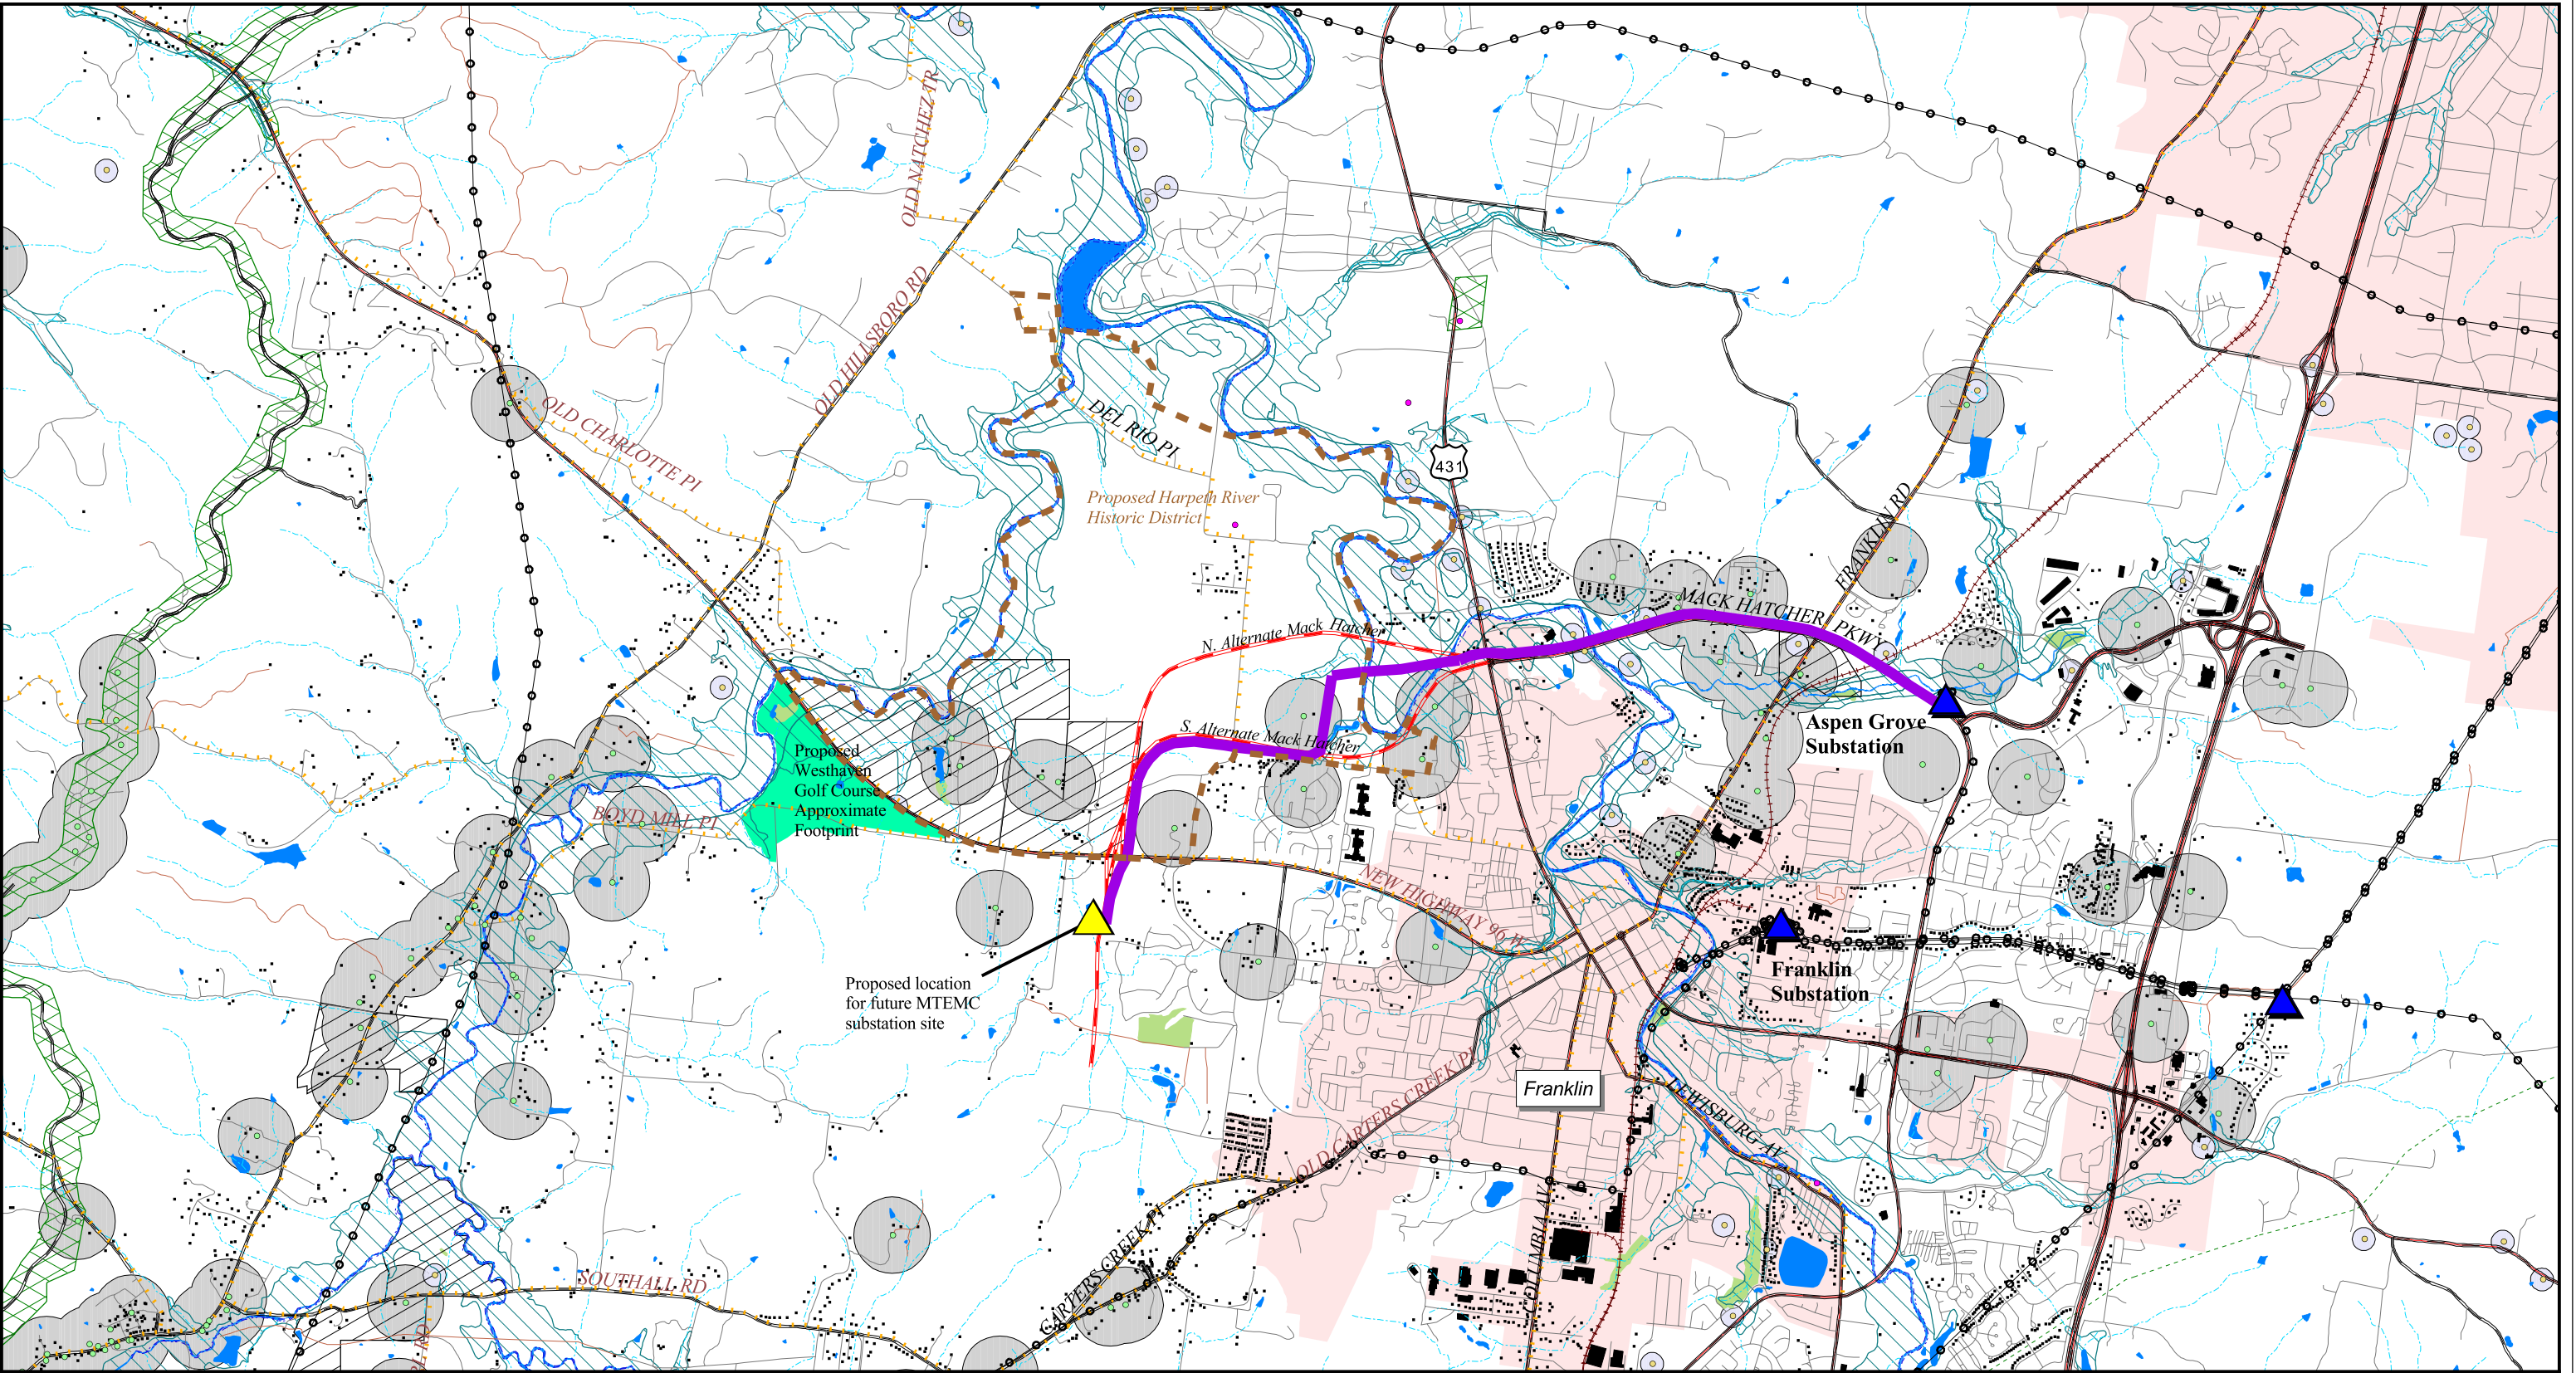 OLD NATCHEZ TR
OLD HILLSBORO RD
OLD CHARLOTTE PI
DEL RIO PI
431
Proposed Harpeth River
Historic District
FRANKLIN RD
MACK HATCHER PKWY
N. Alternate Mack Hatcher
S. Alternate Mack Hatcher
Aspen Grove
Substation
Proposed
Westhaven
Golf Course
Approximate
Footprint
BOYD MILL PI
NEW HIGHWAY 96 W
Franklin
Substation
Proposed location
for future MTEMC
substation site
Franklin
LEWISBURG AV
OLD CARTERS CREEK PI
CARTERS CREEK P
COLUMBIA AV
SOUTHALL RD